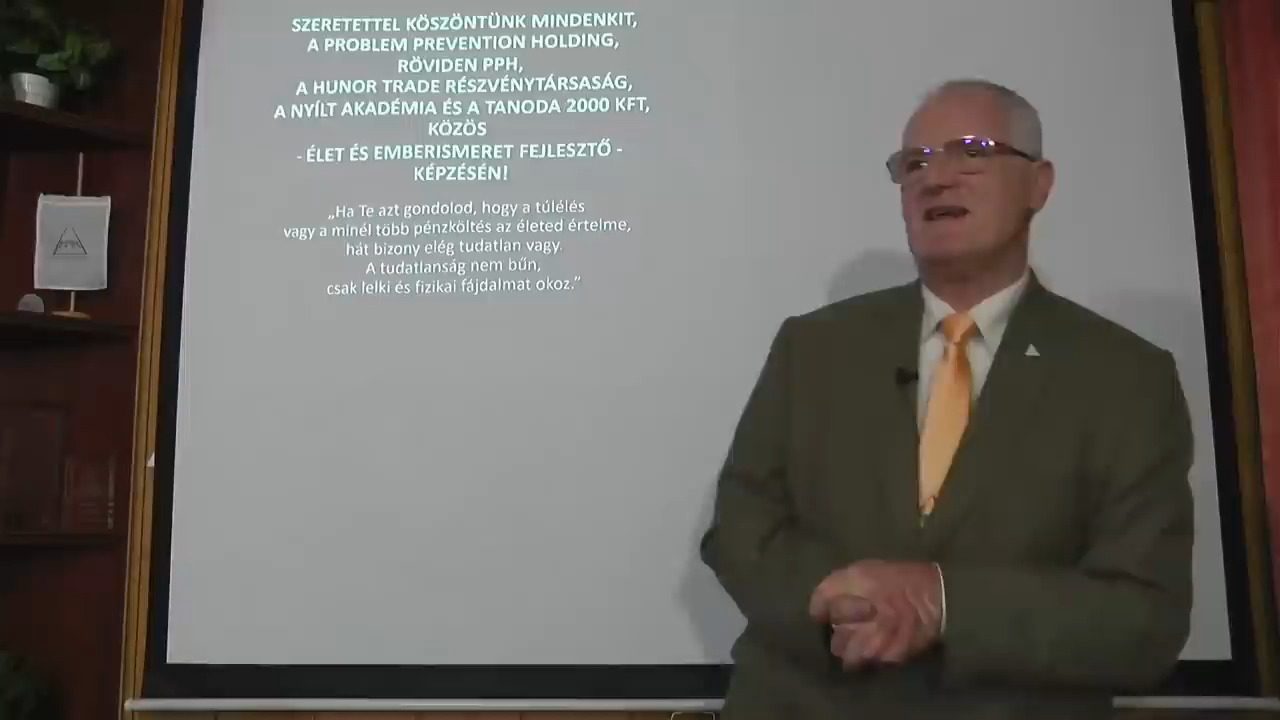 SZERETETTEL KÖSZÖNTÜNK MINDENKIT,
A PROBLEM PREVENTION HOLDING,
RÖVIDEN PPH,
A HUNOR TRADE RÉSZVÉNYTÁRSASÁG,
A NYÍLT AKADÉMIA ÉS A TANODA 2000 KFT,
KÖZÖS
- ÉLET ÉS EMBERISMERET FEJLESZTŐ -
KÉPZÉSÉN!
„Ha Te azt gondolod, hogy a túlélés
vagy a minél több pénzköltés az életed értelme,
hát bizony elég tudatlan vagy.
A tudatlanság nem bűn,
csak lelki és fizikai fájdalmat okoz.”